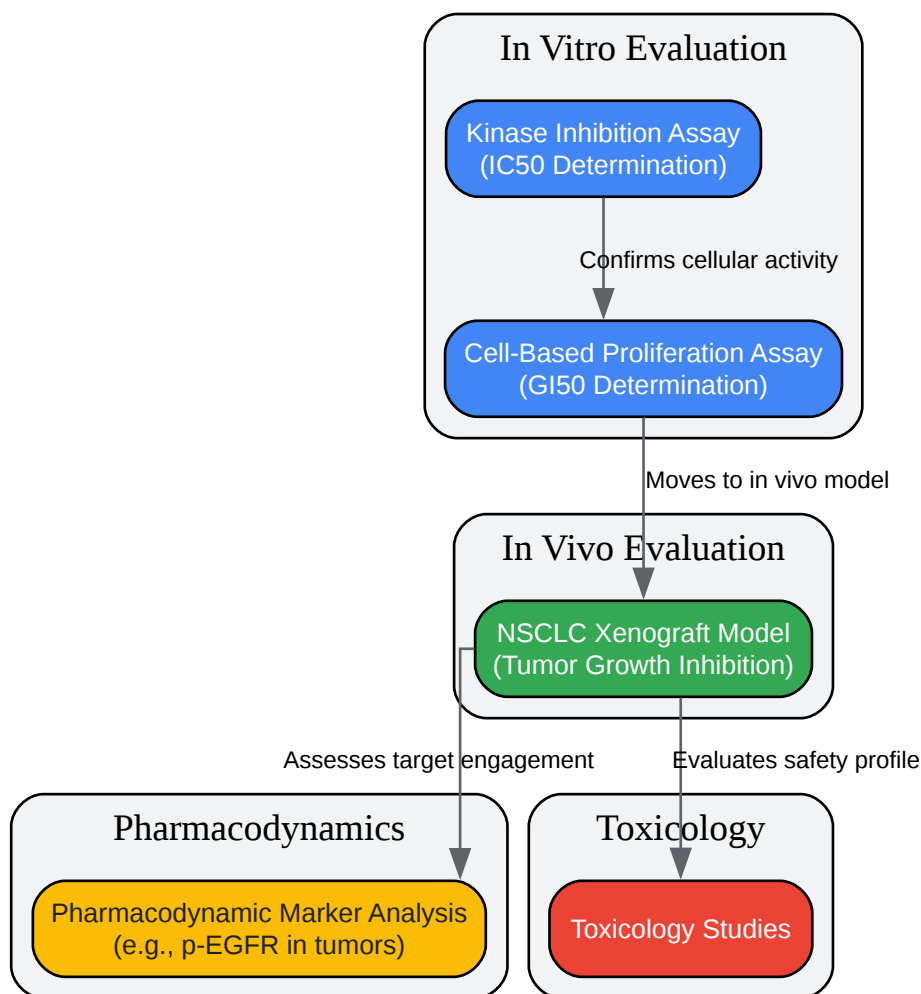 In Vitro Evaluation
Kinase Inhibition Assay
(IC50 Determination)
Confirms cellular activity
Cell-Based Proliferation Assay
(GI50 Determination)
Moves to in vivo model
In Vivo Evaluation
NSCLC Xenograft Model
(Tumor Growth Inhibition)
Assesses target engagement
Evaluates safety profile
Pharmacodynamics
Toxicology
Pharmacodynamic Marker Analysis
(e.g., p-EGFR in tumors)
Toxicology Studies